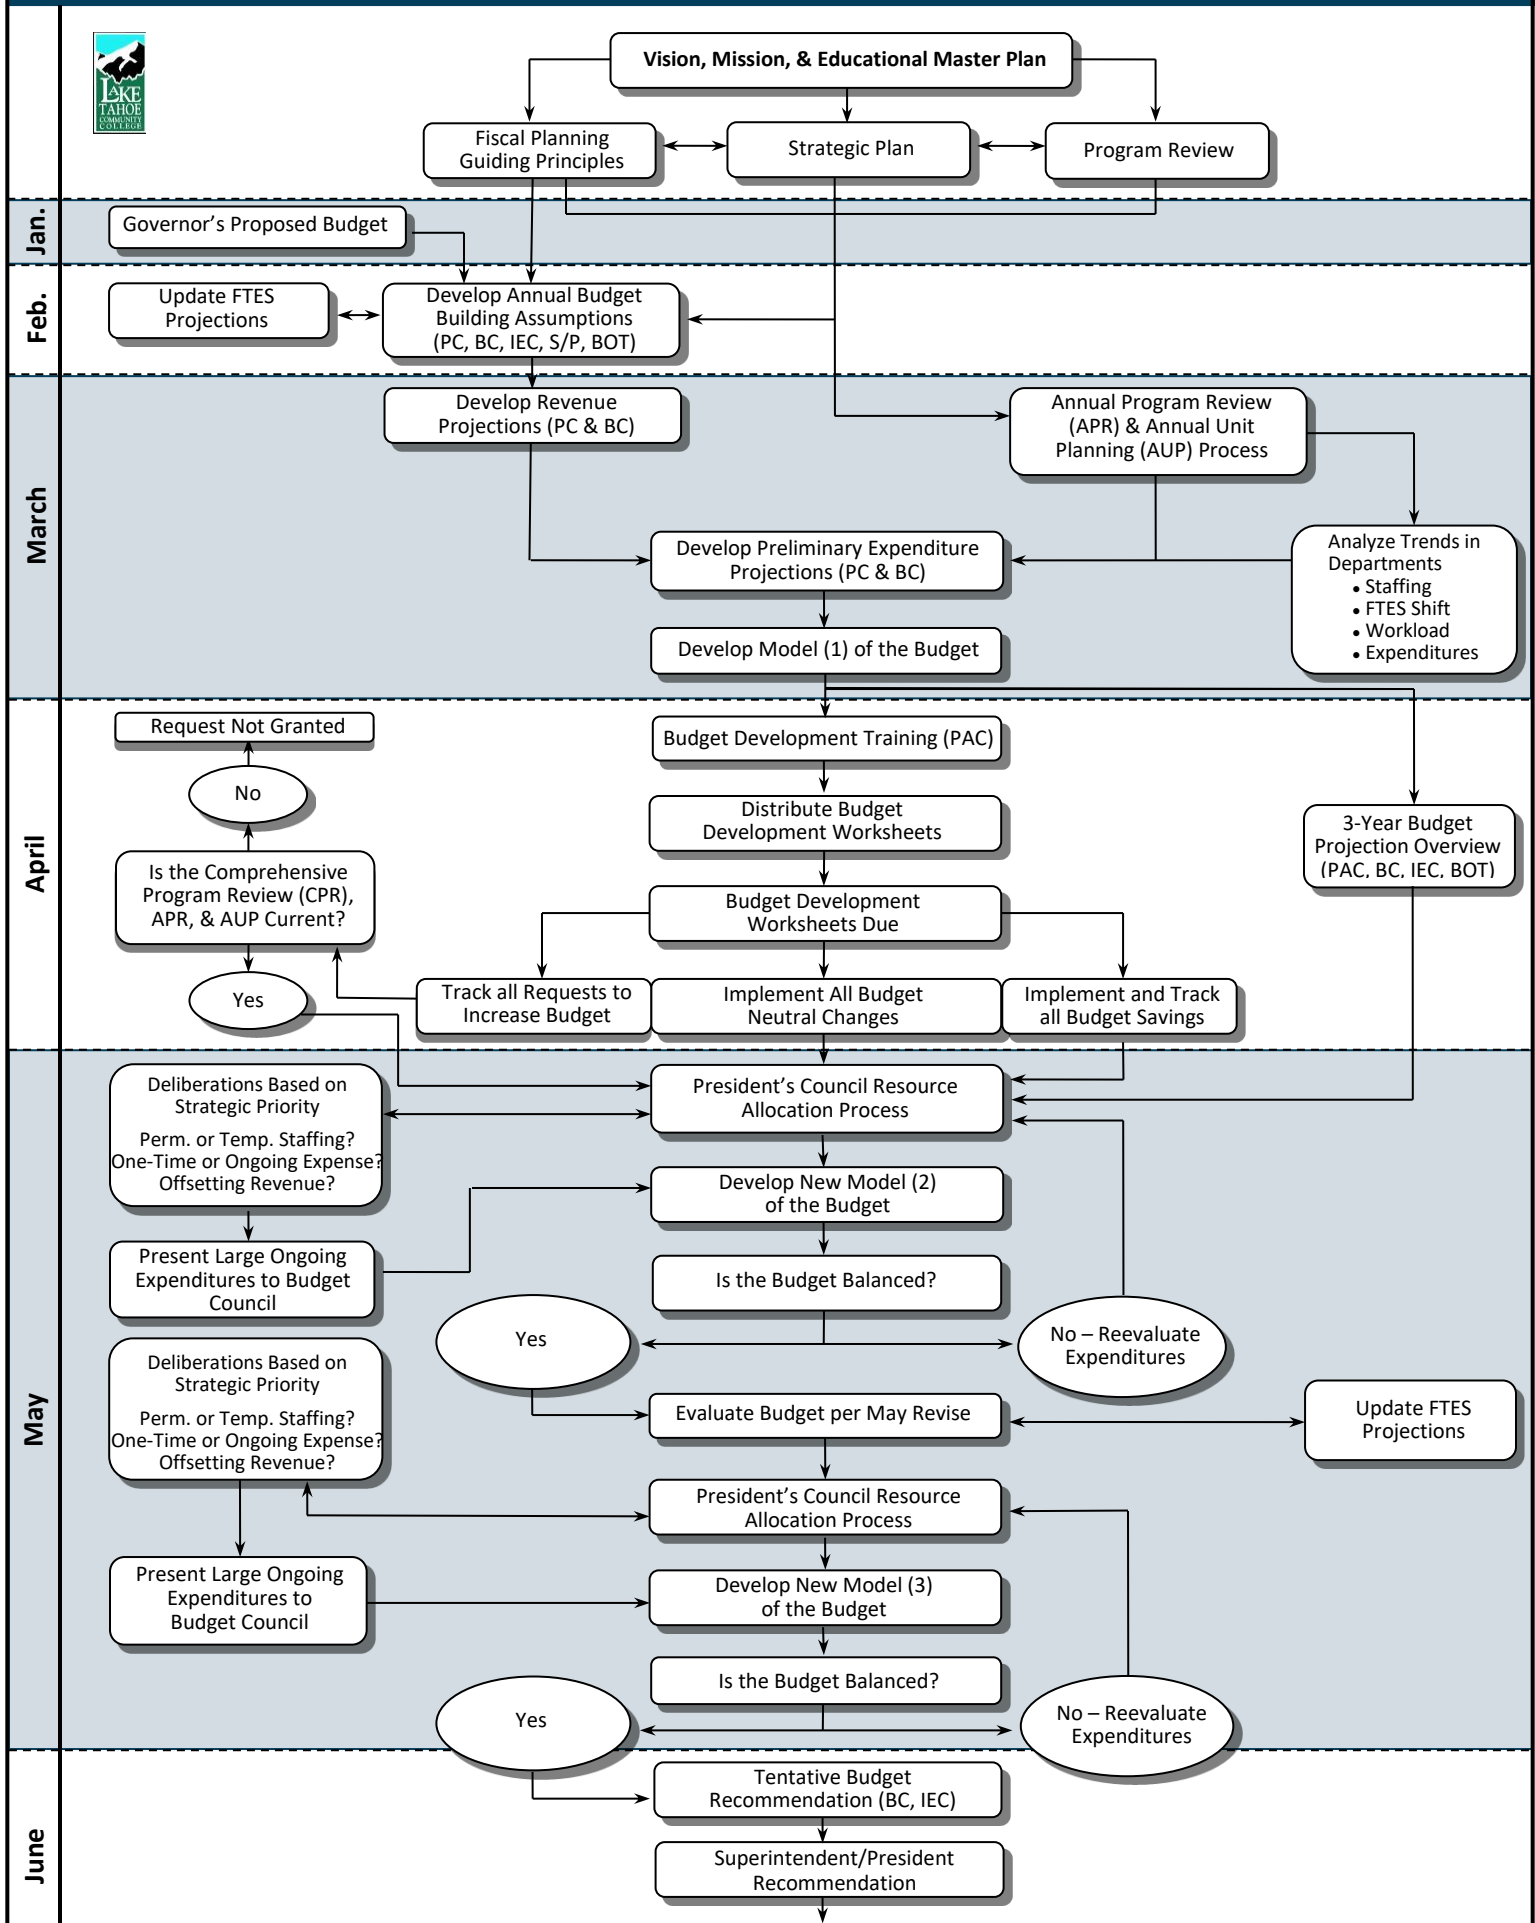 LAKE
TAHOE
COMMUNITY
COLLEGE
Vision, Mission, & Educational Master Plan
Fiscal Planning
Guiding Principles
Strategic Plan
Program Review
Jan.
Governor's Proposed Budget
Feb.
Update FTES
Projections
Develop Annual Budget
Building Assumptions
(PC, BC, IEC, S/P, BOT)
March
Develop Revenue
Projections (PC & BC)
Annual Program Review
(APR) & Annual Unit
Planning (AUP) Process
Develop Preliminary Expenditure
Projections (PC & BC)
Analyze Trends in
Departments
• Staffing
• FTES Shift
• Workload
• Expenditures
Develop Model (1) of the Budget
April
Request Not Granted
No
Is the Comprehensive
Program Review (CPR),
APR, & AUP Current?
Yes
Budget Development Training (PAC)
Distribute Budget
Development Worksheets
Budget Development
Worksheets Due
3-Year Budget
Projection Overview
(PAC, BC, IEC, BOT)
Track all Requests to
Increase Budget
Implement All Budget
Neutral Changes
Implement and Track
all Budget Savings
May
Deliberations Based on
Strategic Priority
Perm. or Temp. Staffing?
One-Time or Ongoing Expense?
Offsetting Revenue?
President's Council Resource
Allocation Process
Develop New Model (2)
of the Budget
Present Large Ongoing
Expenditures to Budget
Council
Is the Budget Balanced?
Yes
No – Reevaluate
Expenditures
Deliberations Based on
Strategic Priority
Perm. or Temp. Staffing?
One-Time or Ongoing Expense?
Offsetting Revenue?
Evaluate Budget per May Revise
Update FTES
Projections
President's Council Resource
Allocation Process
Present Large Ongoing
Expenditures to
Budget Council
Develop New Model (3)
of the Budget
Is the Budget Balanced?
Yes
No – Reevaluate
Expenditures
June
Tentative Budget
Recommendation (BC, IEC)
Superintendent/President
Recommendation